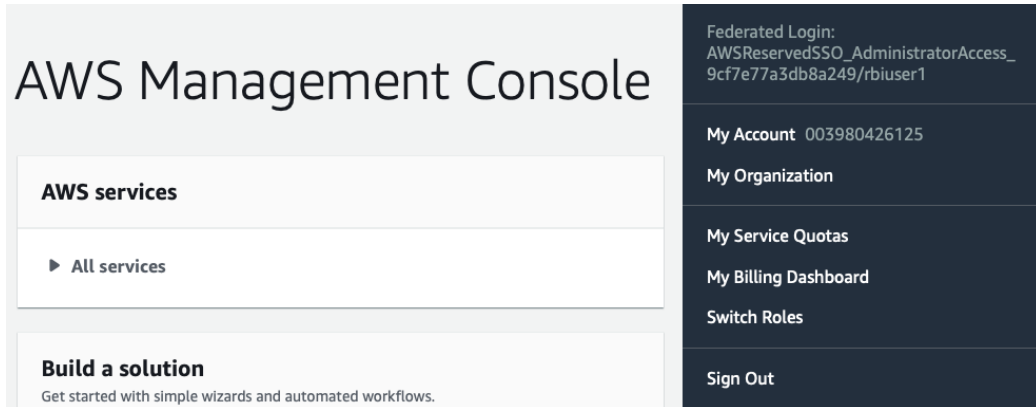 AWS Management Console
AWS services
All services
Build a solution
Get started with simple wizards and automated workflows.
Federated Login:
AWSReservedSSO_AdministratorAccess_
9cf7e77a3db8a249/rbiuser1
My Account 003980426125
My Organization
My Service Quotas
My Billing Dashboard
Switch Roles
Sign Out